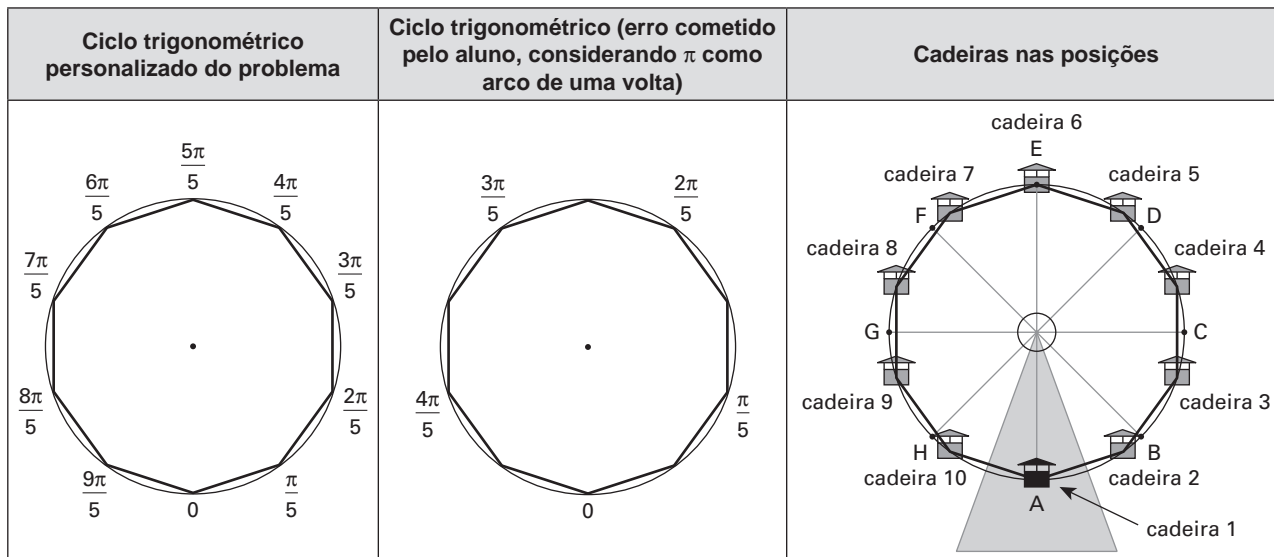 Ciclo trigonométrico
personalizado do problema
Ciclo trigonométrico (erro cometido
pelo aluno, considerando π como
arco de uma volta)
Cadeiras nas posições
5π/5
6π/5
4π/5
7π/5
3π/5
8π/5
2π/5
9π/5
0
π/5
3π/5
2π/5
4π/5
π/5
0
cadeira 6
E
cadeira 7
cadeira 5
F
D
cadeira 8
cadeira 4
G
C
cadeira 9
cadeira 3
H
B
cadeira 10
cadeira 2
A
cadeira 1